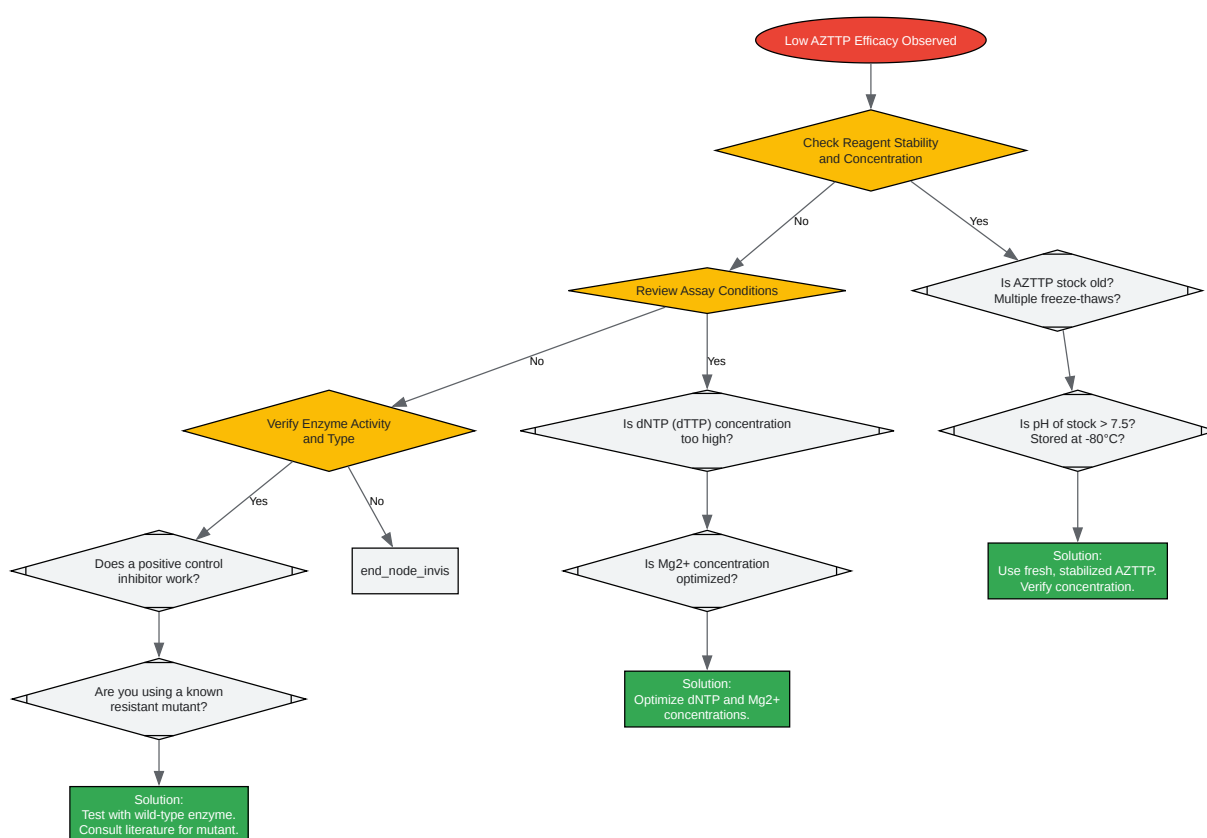 Low AZTTP Efficacy Observed
Check Reagent Stability
and Concentration
No
Yes
Review Assay Conditions
Is AZTTP stock old?
Multiple freeze-thaws?
No
Yes
Verify Enzyme Activity
and Type
Is dNTP (dTTP) concentration
too high?
Is pH of stock > 7.5?
Stored at -80°C?
Yes
No
Does a positive control
inhibitor work?
end_node_invis
Is Mg2+ concentration
optimized?
Solution:
Use fresh, stabilized AZTTP.
Verify concentration.
Are you using a known
resistant mutant?
Solution:
Optimize dNTP and Mg2+
concentrations.
Solution:
Test with wild-type enzyme.
Consult literature for mutant.